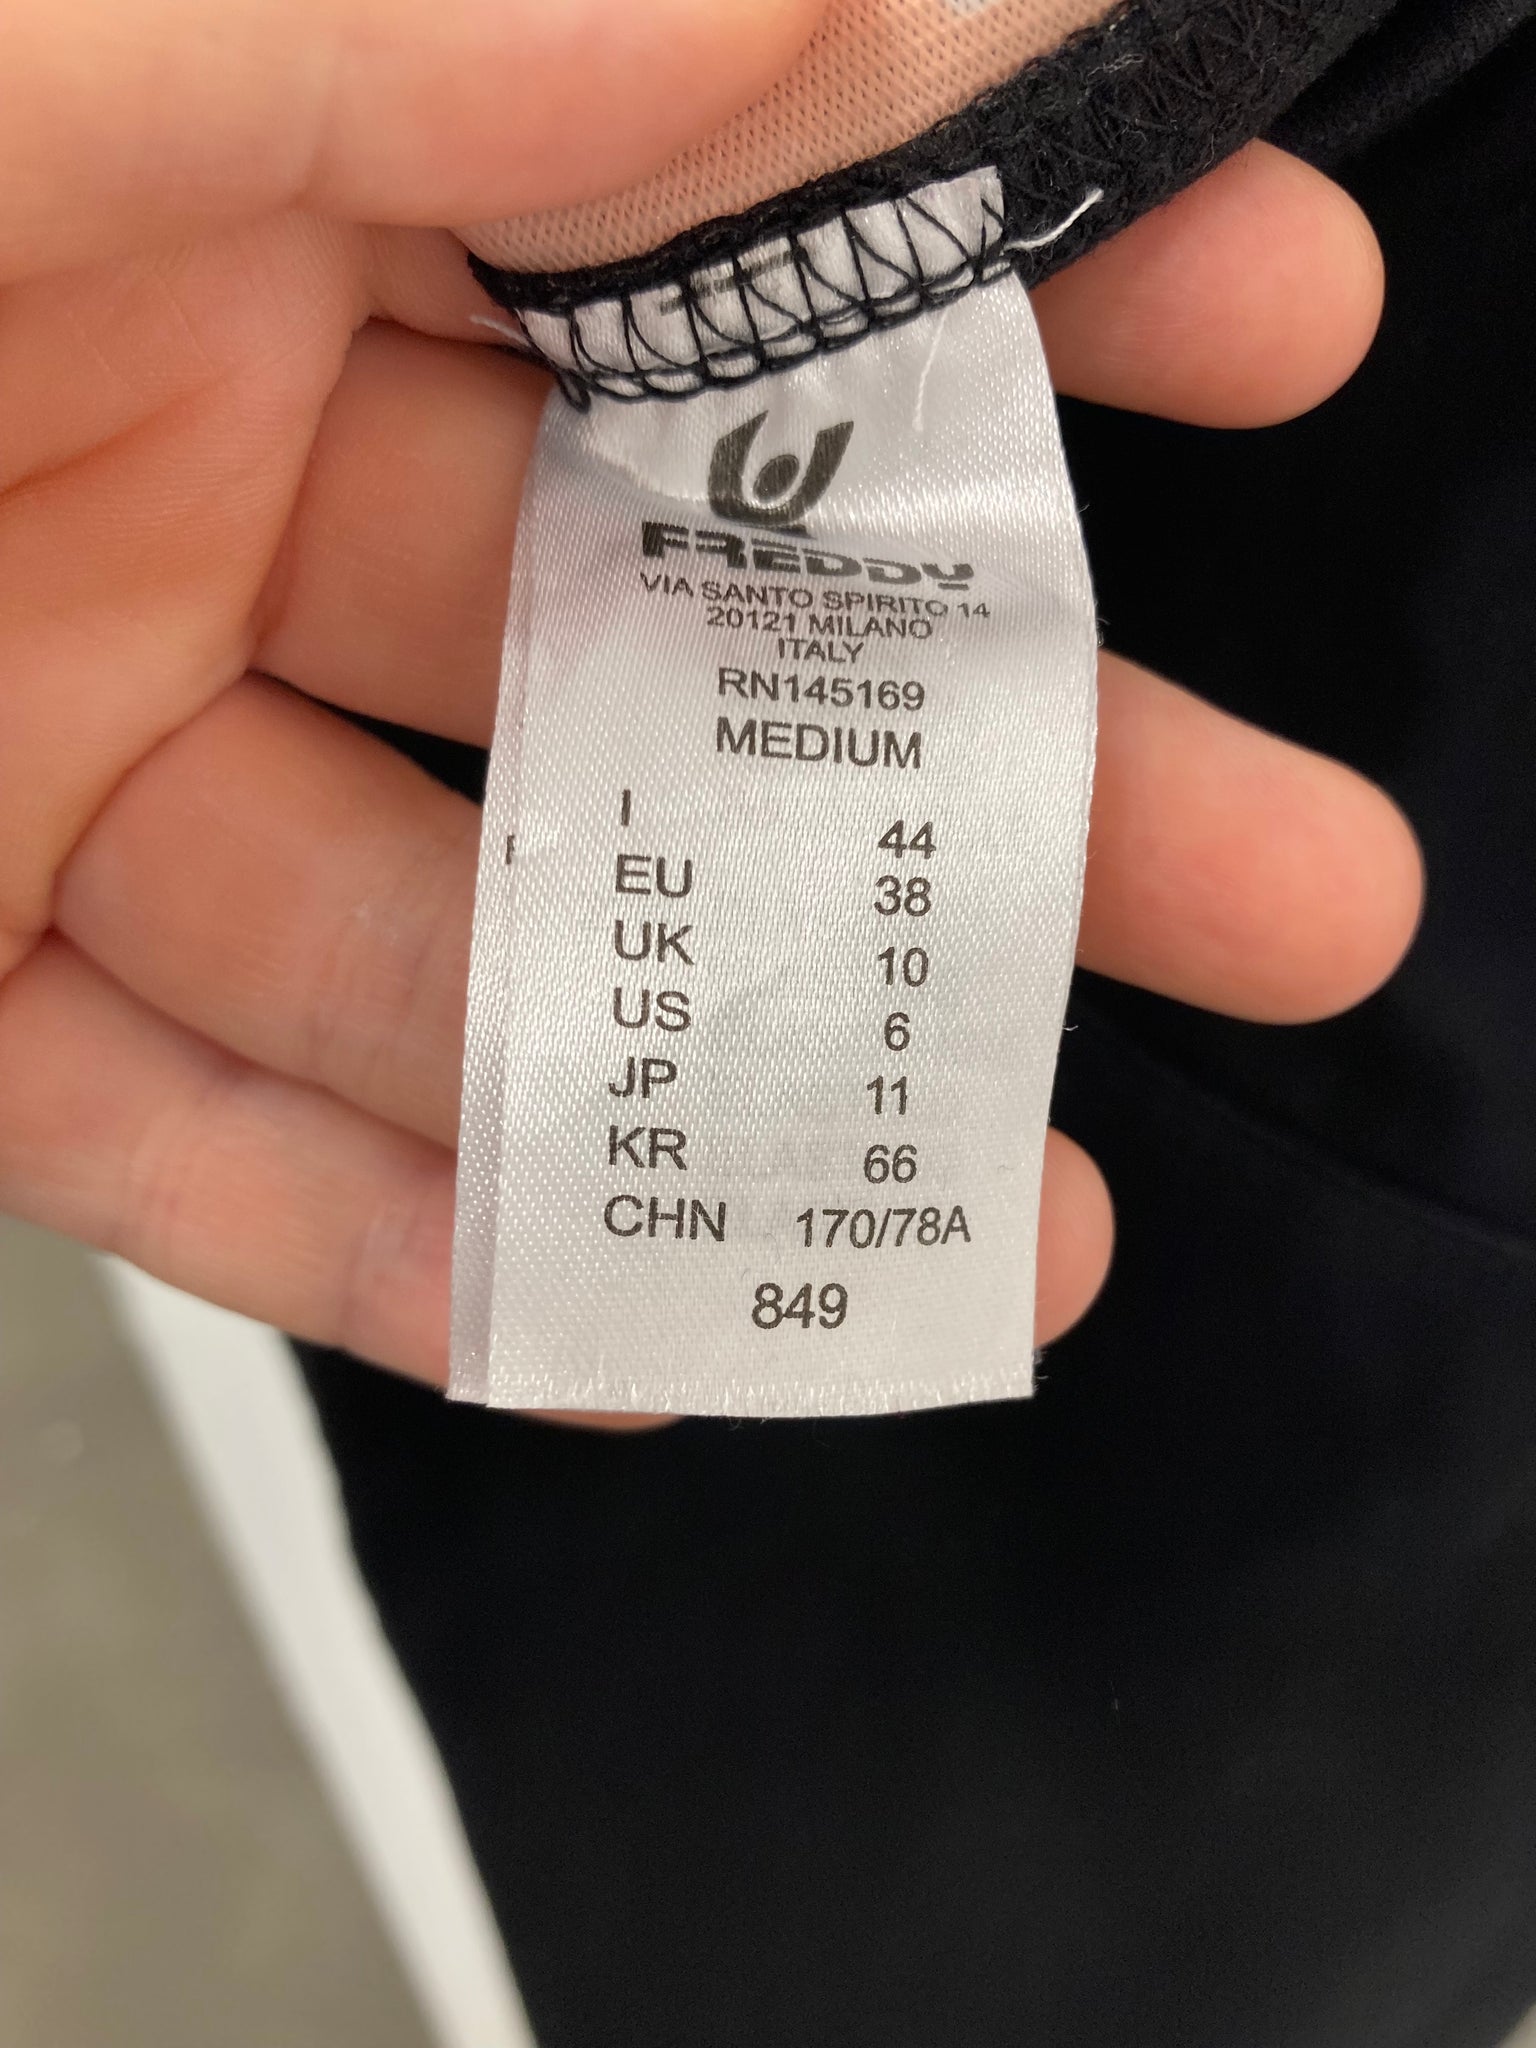 FREDDY
VIA SANTO SPIRITO 14
20121 MILANO
ITALY
RN145169
MEDIUM
I 44
EU 38
UK 10
US 6
JP 11
KR 66
CHN 170/78A
849